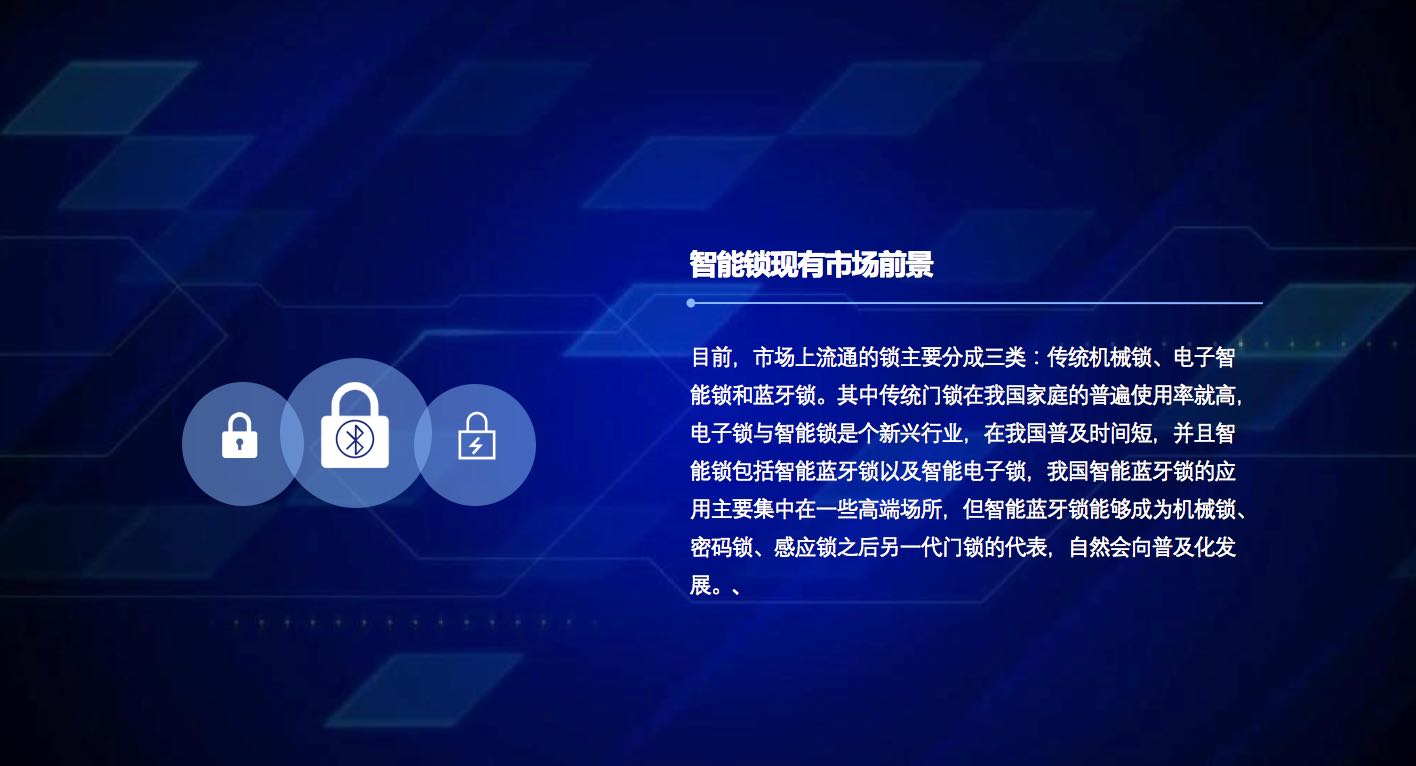 智能锁现有市场前景
目前，市场上流通的锁主要分成三类：传统机械锁、电子智
能锁和蓝牙锁。其中传统门锁在我国家庭的普遍使用率就高，
电子锁与智能锁是个新兴行业，在我国普及时间短，并且智
能锁包括智能蓝牙锁以及智能电子锁，我国智能蓝牙锁的应
用主要集中在一些高端场所，但智能蓝牙锁能够成为机械锁、
密码锁、感应锁之后另一代门锁的代表，自然会向普及化发
展。、